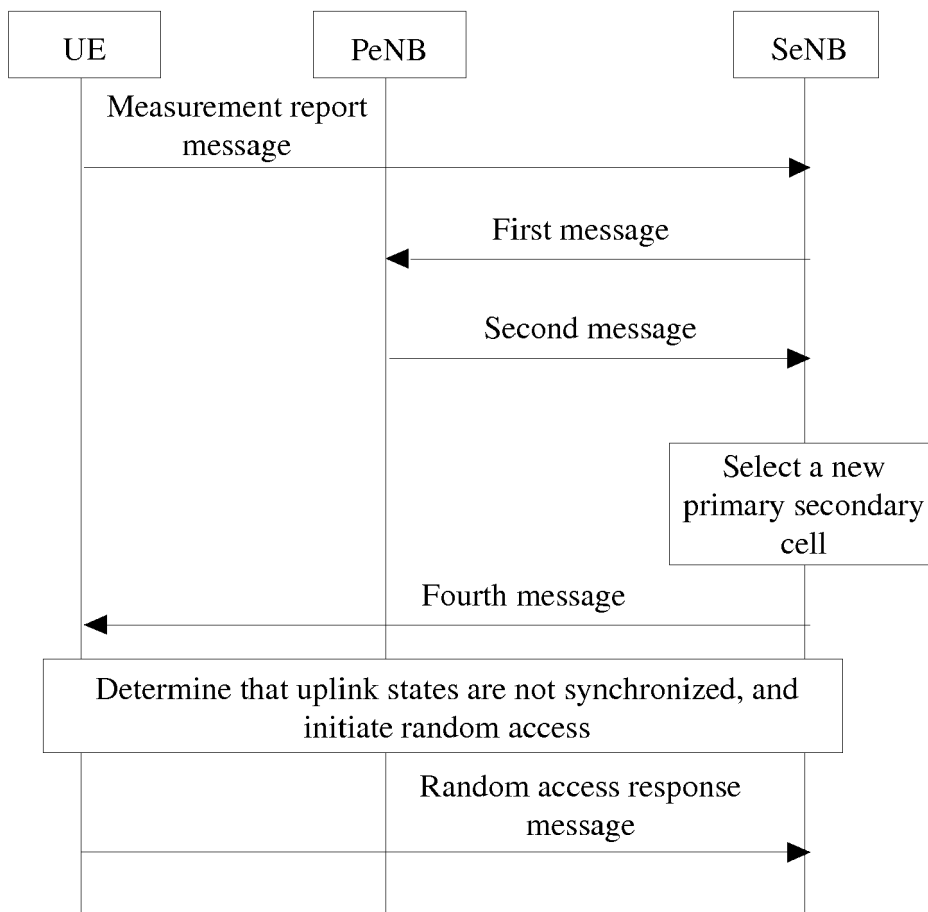 UE
PeNB
SeNB
Measurement report
message
First message
Second message
Select a new
primary secondary
cell
Fourth message
Determine that uplink states are not synchronized, and
initiate random access
Random access response
message